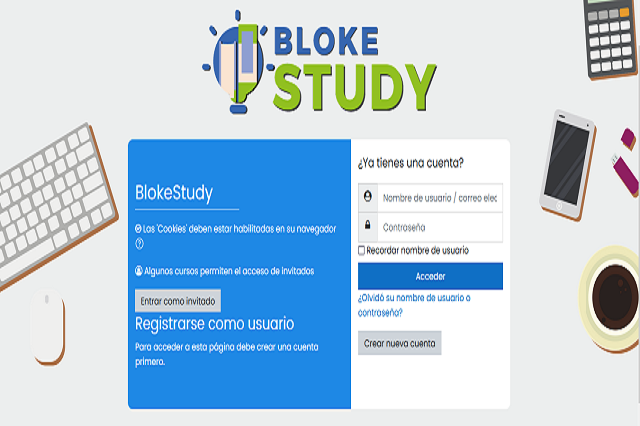 BLOKE
STUDY
BlokeStudy
Las 'Cookies' deben estar habilitadas en su navegador
Algunos cursos permiten el acceso de invitados
Entrar como invitado
Registrarse como usuario
Para acceder a esta página debe crear una cuenta
primero.
¿Ya tienes una cuenta?
Nombre de usuario / correo elec
Contraseña
Recordar nombre de usuario
Acceder
¿Olvidó su nombre de usuario o
contraseña?
Crear nueva cuenta